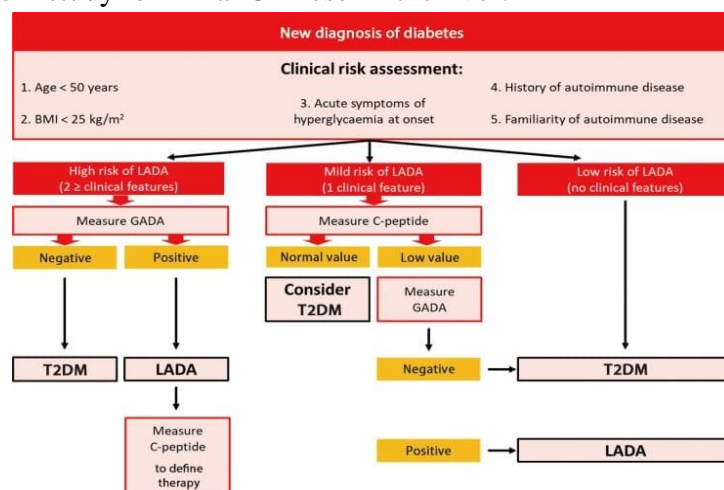 New diagnosis of diabetes
Clinical risk assessment:
1. Age < 50 years
2. BMI < 25 kg/m²
3. Acute symptoms of
hyperglycaemia at onset
4. History of autoimmune disease
5. Familiarity of autoimmune disease
High risk of LADA
(2 ≥ clinical features)
Mild risk of LADA
(1 clinical feature)
Low risk of LADA
(no clinical features)
Measure GADA
Measure C-peptide
Negative
Positive
Normal value
Low value
Consider
T2DM
Measure
GADA
T2DM
LADA
Negative
T2DM
Measure
C-peptide
to define
therapy
Positive
LADA